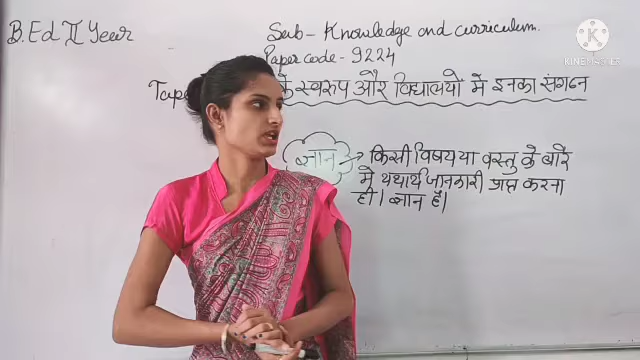 B.Ed II Year
Sub- Knowledge and curriculum.
Paper code - 9224
के स्वरुप और विद्यालयो मे इनका संगठन
ज्ञान → किसी विषय या वस्तु के बारे
मे यथार्थ जानकारी प्राप्त करना
ही। ज्ञान है।
KINEMASTER